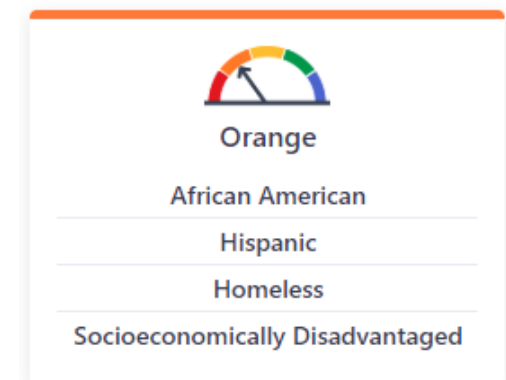 Orange
African American
Hispanic
Homeless
Socioeconomically Disadvantaged